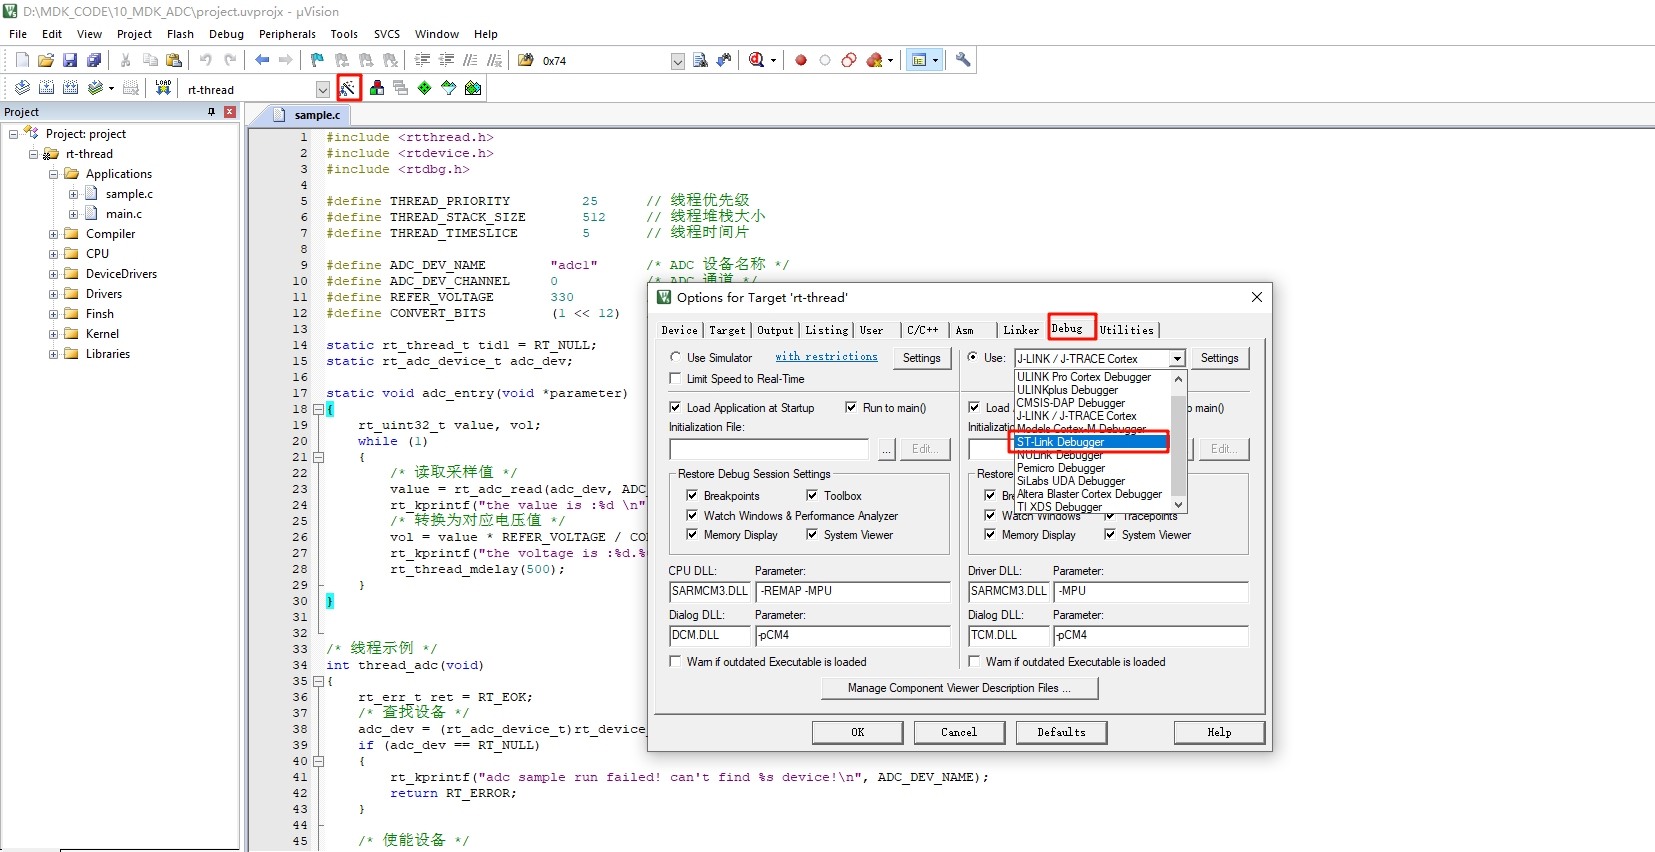 D:\MDK_CODE\10_MDK_ADC\project.uvprojx - µVision
File Edit View Project Flash Debug Peripherals Tools SVCS Window Help
0x74
LOAD rt-thread
Project
sample.c
Project: project
rt-thread
Applications
sample.c
main.c
Compiler
CPU
DeviceDrivers
Drivers
Finsh
Kernel
Libraries
1 #include <rtthread.h>
2 #include <rtdevice.h>
3 #include <rtdbg.h>
4
5 #define THREAD_PRIORITY 25 // 线程优先级
6 #define THREAD_STACK_SIZE 512 // 线程堆栈大小
7 #define THREAD_TIMESLICE 5 // 线程时间片
8
9 #define ADC_DEV_NAME "adc1" /* ADC 设备名称 */
10 #define ADC_DEV_CHANNEL 0 /* ADC 通道 */
11 #define REFER_VOLTAGE 330
12 #define CONVERT_BITS (1 << 12)
13
14 static rt_thread_t tid1 = RT_NULL;
15 static rt_adc_device_t adc_dev;
16
17 static void adc_entry(void *parameter)
18 {
19 rt_uint32_t value, vol;
20 while (1)
21 {
22 /* 读取采样值 */
23 value = rt_adc_read(adc_dev, ADC_
24 rt_kprintf("the value is :%d \n"
25 /* 转换为对应电压值 */
26 vol = value * REFER_VOLTAGE / CO
27 rt_kprintf("the voltage is :%d.%
28 rt_thread_mdelay(500);
29 }
30 }
31
32
33 /* 线程示例 */
34 int thread_adc(void)
35 {
36 rt_err_t ret = RT_EOK;
37 /* 查找设备 */
38 adc_dev = (rt_adc_device_t)rt_device_
39 if (adc_dev == RT_NULL)
40 {
41 rt_kprintf("adc sample run failed! can't find %s device!\n", ADC_DEV_NAME);
42 return RT_ERROR;
43 }
44
45 /* 使能设备 */
Options for Target 'rt-thread'
Device Target Output Listing User C/C++ Asm Linker Debug Utilities
Use Simulator with restrictions Settings
Limit Speed to Real-Time
Load Application at Startup Run to main()
Initialization File:
... Edit...
Restore Debug Session Settings
Breakpoints Toolbox
Watch Windows & Performance Analyzer
Memory Display System Viewer
CPU DLL: Parameter:
SARMCM3.DLL -REMAP -MPU
Dialog DLL: Parameter:
DCM.DLL -pCM4
Warn if outdated Executable is loaded
Use: J-LINK / J-TRACE Cortex Settings
ULINK Pro Cortex Debugger
ULINKplus Debugger
CMSIS-DAP Debugger
J-LINK / J-TRACE Cortex
Models Cortex-M Debugger
ST-Link Debugger
NULink Debugger
Pemicro Debugger
SiLabs UDA Debugger
Altera Blaster Cortex Debugger
TI XDS Debugger
Load o main()
Initializati
Edit...
Restore
Bre
Watch Windows Tracepoints
Memory Display System Viewer
Driver DLL: Parameter:
SARMCM3.DLL -MPU
Dialog DLL: Parameter:
TCM.DLL -pCM4
Warn if outdated Executable is loaded
Manage Component Viewer Description Files ...
OK Cancel Defaults Help